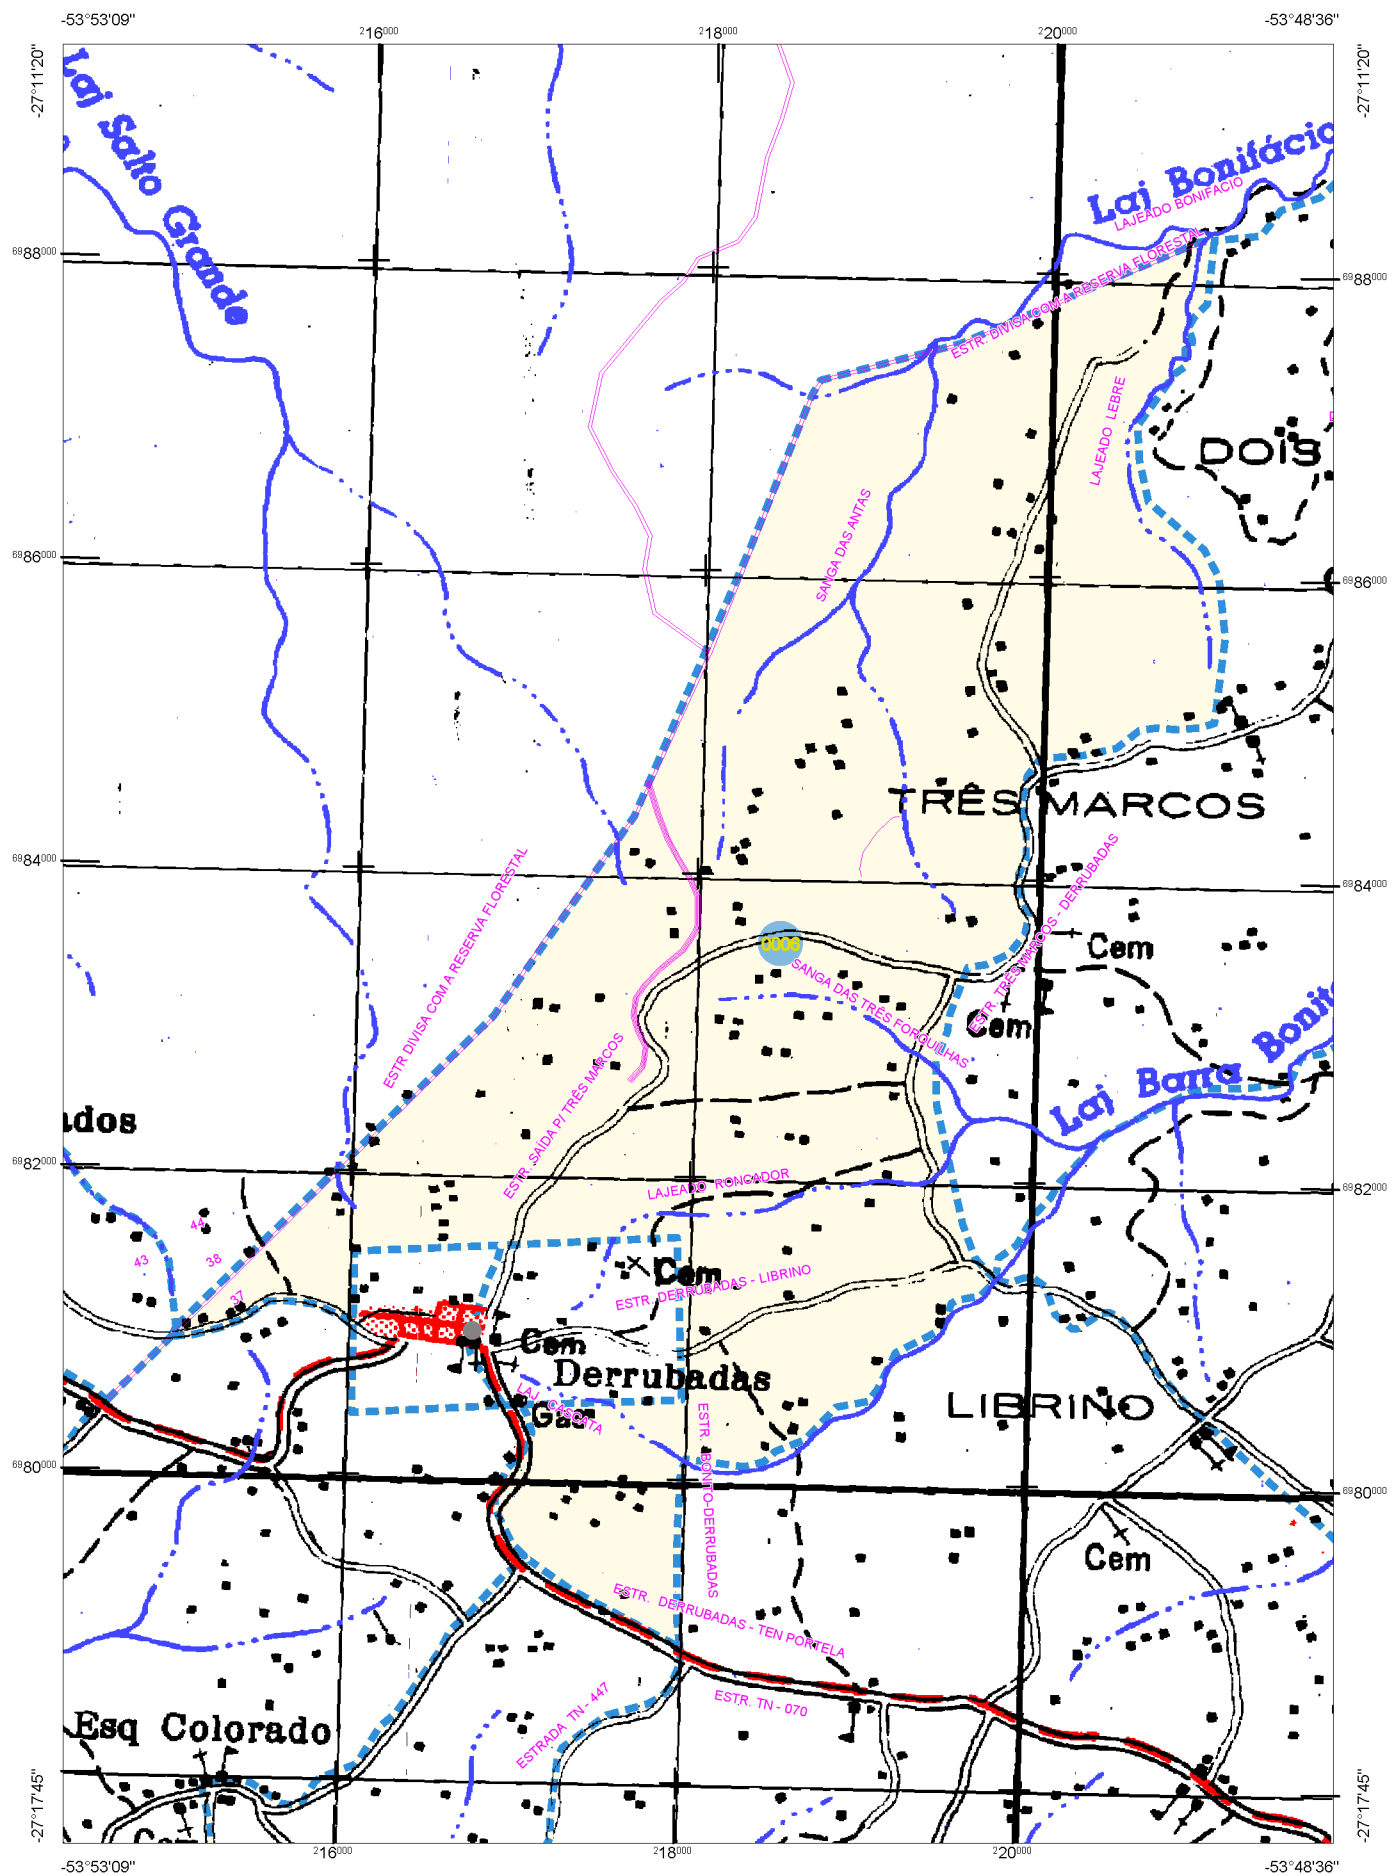 -53°53'09"
-53°48'36"
216000
218000
220000
-27°11'20"
-27°11'20"
Laj Salto Grande
Laj Bonifácio
LAJEADO BONIFACIO
6988000
6988000
ESTR. DIVISA COM A RESERVA FLORESTAL
LAJEADO LEBRE
DOIS
SANGA DAS ANTAS
6986000
6986000
TRÊS MARCOS
6984000
6984000
ESTR DIVISA COM A RESERVA FLORESTAL
ESTR. TRÊS MARCOS - DERRUBADAS
0006
Cem
SANGA DAS TRÊS FORQUILHAS
Cem
Laj Barra Bonito
ESTR. SAÍDA P/ TRÊS MARCOS
ados
6982000
6982000
LAJEADO RONCADOR
44
43
38
37
Cem
ESTR. DERRUBADAS - LIBRINO
Cem
Derrubadas
LAJ. CASCATA
Gas
LIBRINO
ESTR. BONITO-DERRUBADAS
6980000
6980000
Cem
ESTR. DERRUBADAS - TEN PORTELA
ESTRADA TN - 447
ESTR. TN - 070
Esq Colorado
Cem
-27°17'45"
-27°17'45"
216000
218000
220000
-53°53'09"
-53°48'36"